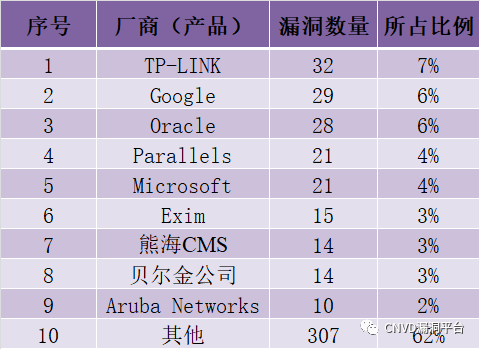 序号 厂商（产品） 漏洞数量 所占比例
1 TP-LINK 32 7%
2 Google 29 6%
3 Oracle 28 6%
4 Parallels 21 4%
5 Microsoft 21 4%
6 Exim 15 3%
7 熊海CMS 14 3%
8 贝尔金公司 14 3%
9 Aruba Networks 10 2%
10 其他 307 62%
CNVD漏洞平台